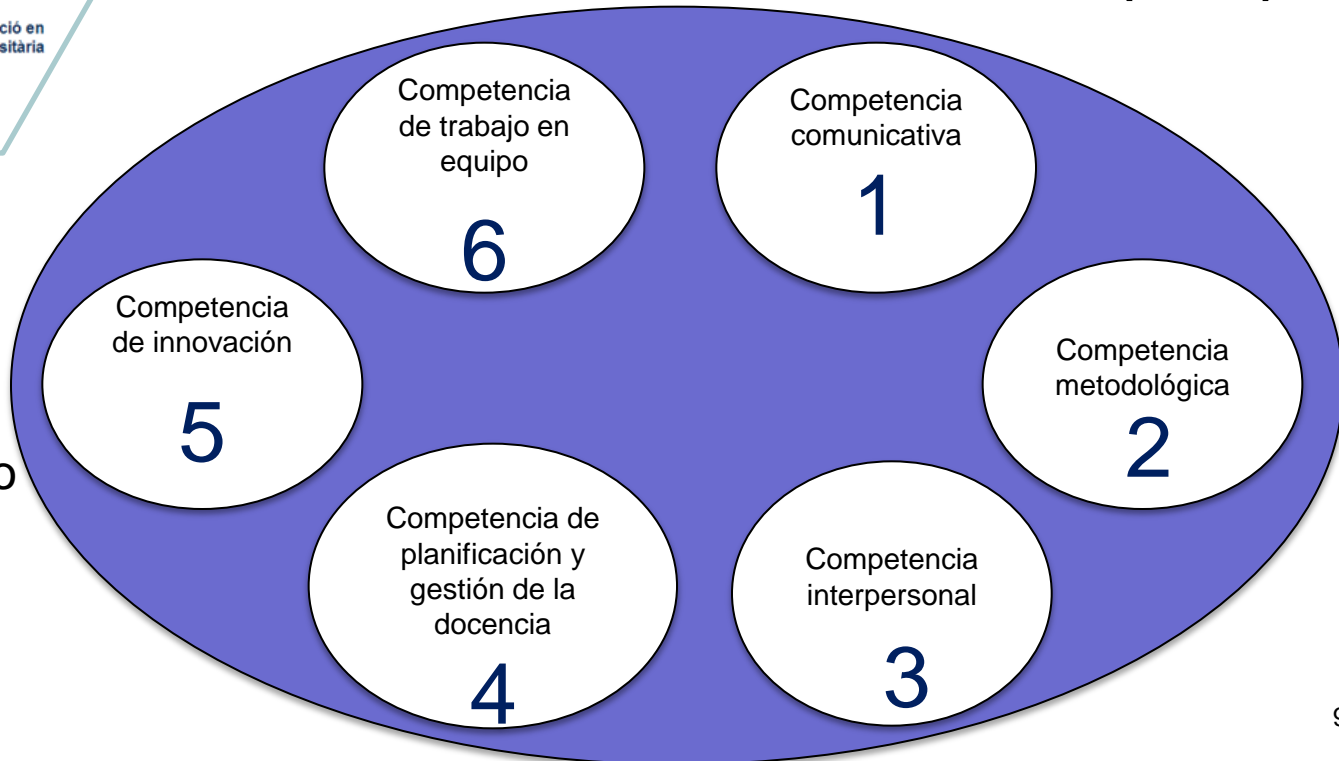 ció en
sitària
Competencia
de trabajo en
equipo
6
Competencia
comunicativa
1
Competencia
de innovación
5
Competencia
metodológica
2
Competencia de
planificación y
gestión de la
docencia
4
Competencia
interpersonal
3
o
9